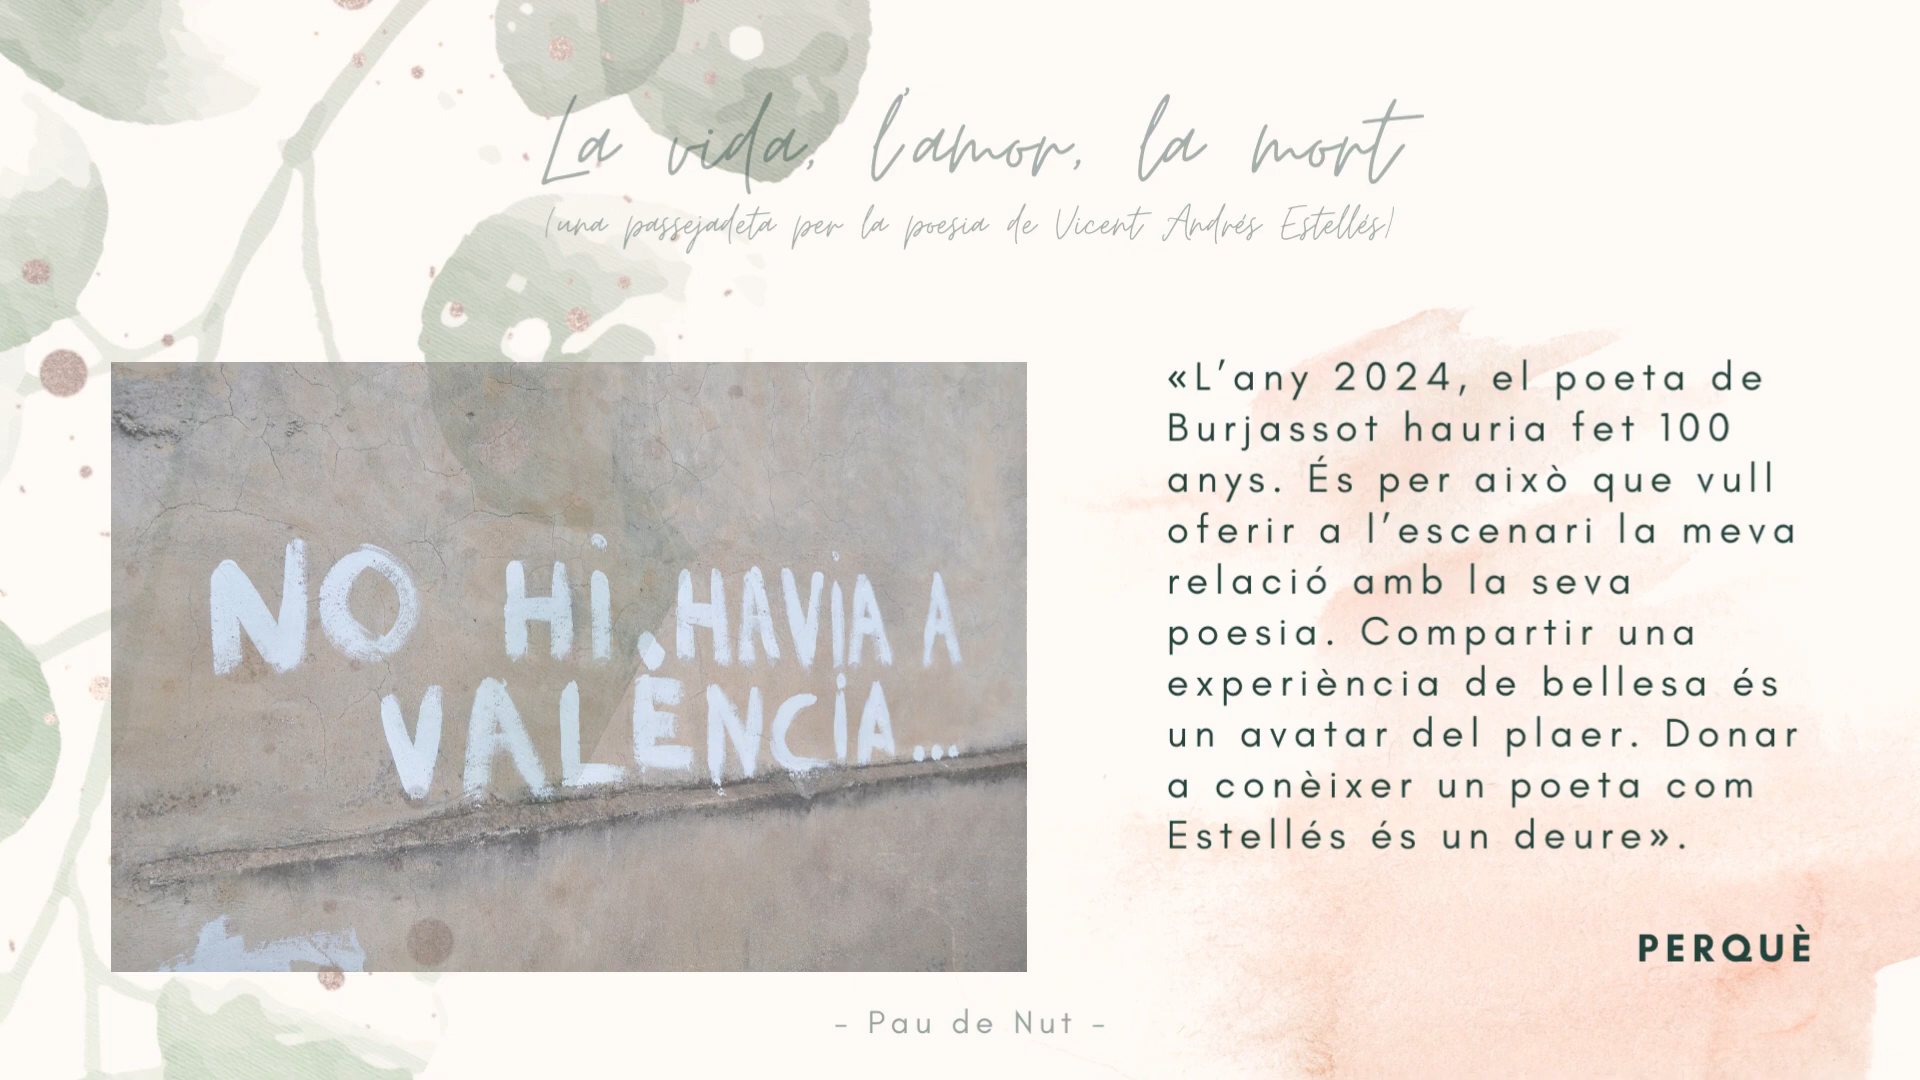 La vida, l'amor, la mort
(una passejadeta per la poesia de Vicent Andrés Estellés)
NO Hi HAViA A
VALÈNCiA...
«L'any 2024, el poeta de
Burjassot hauria fet 100
anys. És per això que vull
oferir a l'escenari la meva
relació amb la seva
poesia. Compartir una
experiència de bellesa és
un avatar del plaer. Donar
a conèixer un poeta com
Estellés és un deure».
PERQUÈ
- Pau de Nut -